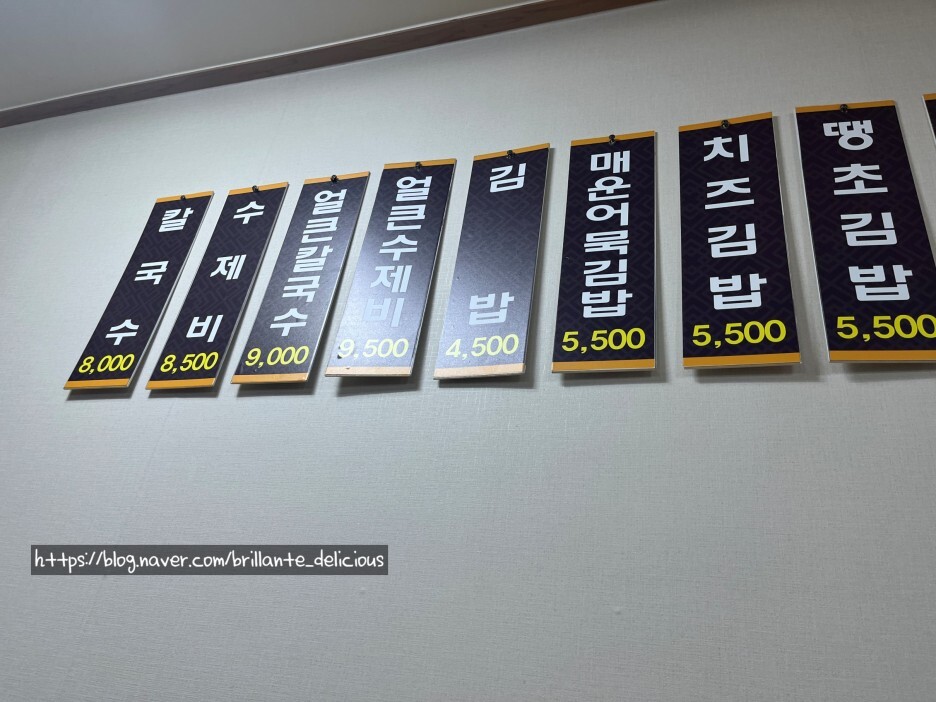 칼국수
8,000
수제비
8,500
얼큰칼국수
9,000
얼큰수제비
9,500
김밥
4,500
매운어묵김밥
5,500
치즈김밥
5,500
땡초김밥
5,500
https://blog.naver.com/brillante_delicious